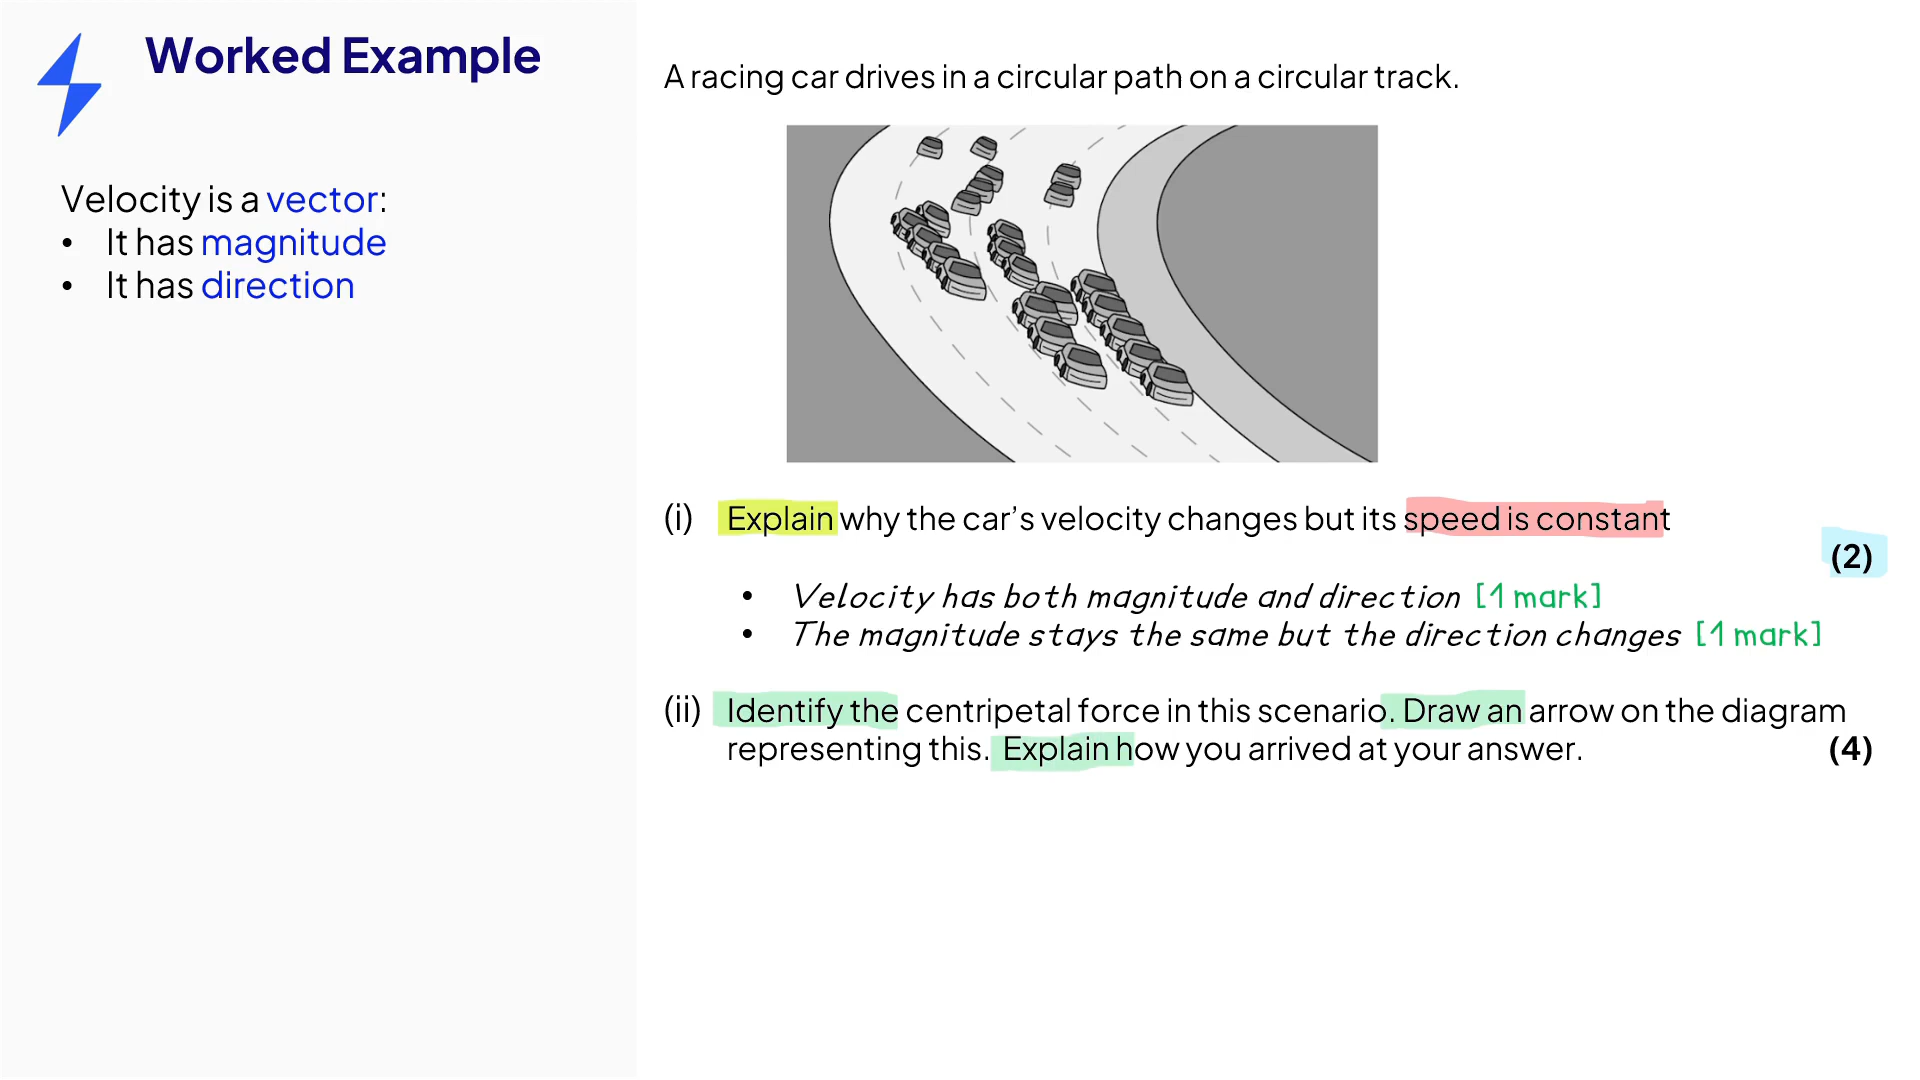 Worked Example
Velocity is a vector:
• It has magnitude
• It has direction
A racing car drives in a circular path on a circular track.
(i) Explain why the car’s velocity changes but its speed is constant
(2)
• Velocity has both magnitude and direction [1 mark]
• The magnitude stays the same but the direction changes [1 mark]
(ii) Identify the centripetal force in this scenario. Draw an arrow on the diagram
representing this. Explain how you arrived at your answer. (4)